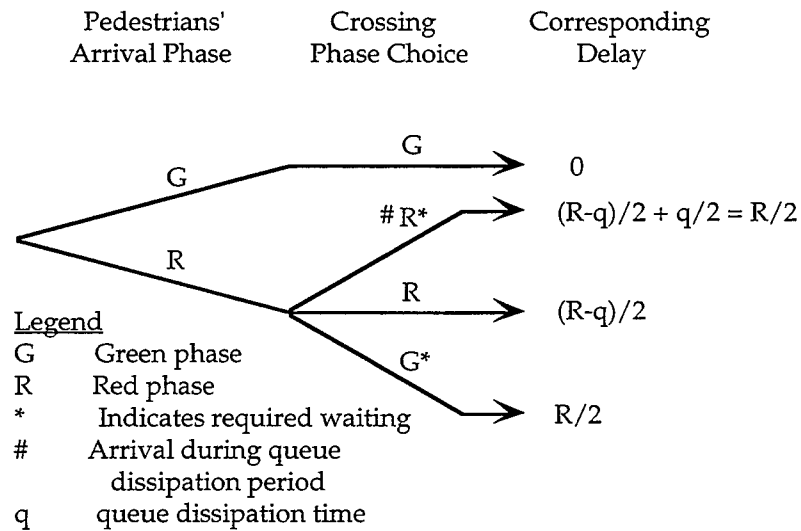 Pedestrians' Arrival Phase
Crossing Phase Choice
Corresponding Delay
G
G
0
# R*
(R-q)/2 + q/2 = R/2
R
R
(R-q)/2
G*
R/2
Legend
G Green phase
R Red phase
* Indicates required waiting
# Arrival during queue
dissipation period
q queue dissipation time